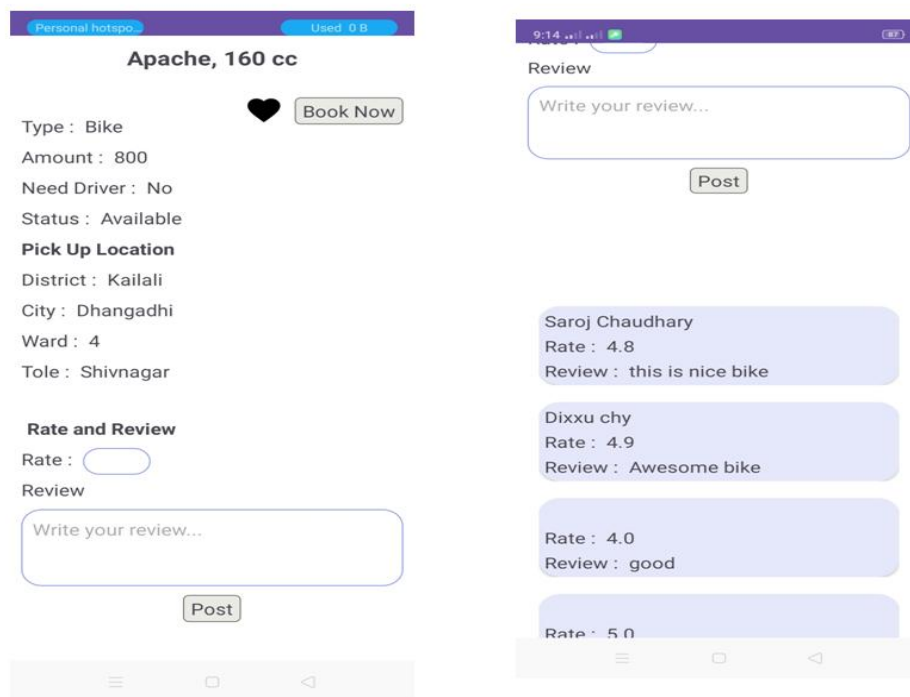 Personal hotspo...
Used 0 B
Apache, 160 cc
Book Now
Type : Bike
Amount : 800
Need Driver : No
Status : Available
Pick Up Location
District : Kailali
City : Dhangadhi
Ward : 4
Tole : Shivnagar
Rate and Review
Rate :
Review
Write your review...
Post
9:14
87
Review
Write your review...
Post
Saroj Chaudhary
Rate : 4.8
Review : this is nice bike
Dixxu chy
Rate : 4.9
Review : Awesome bike
Rate : 4.0
Review : good
Rate : 5.0